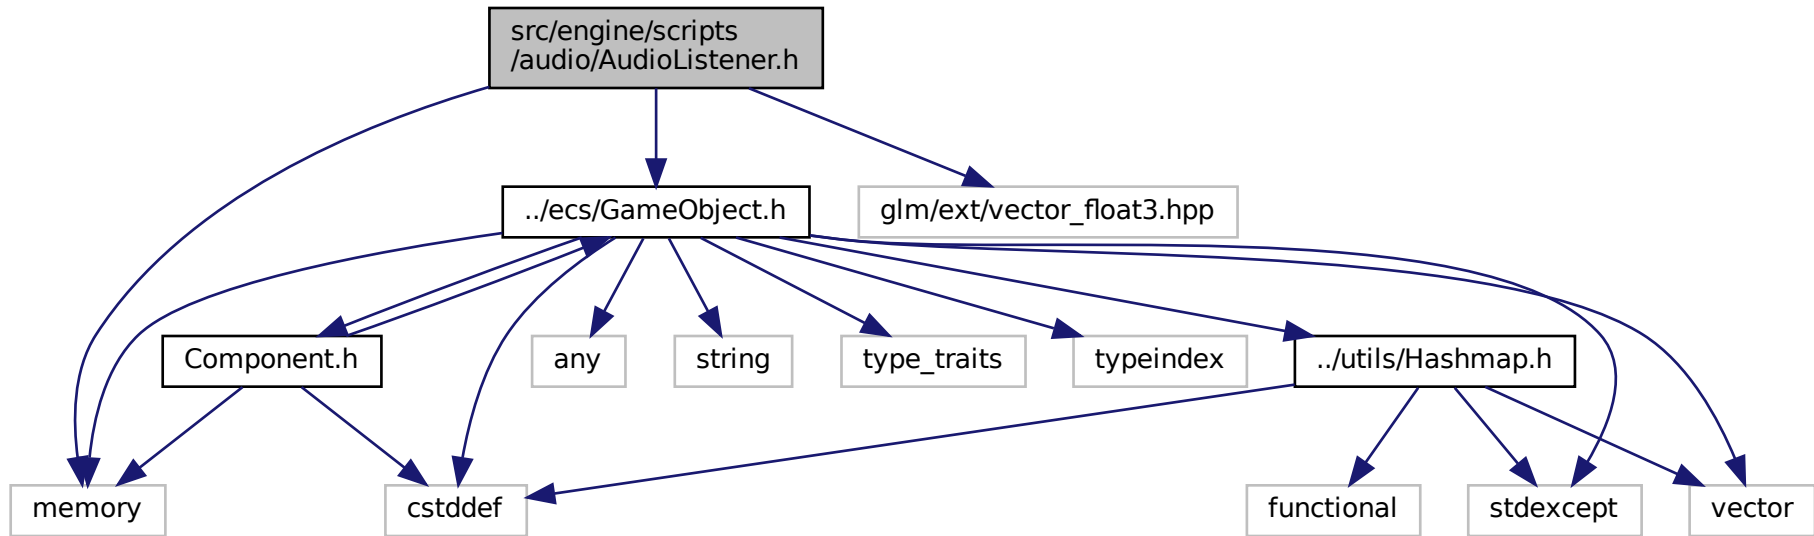 src/engine/scripts
/audio/AudioListener.h
../ecs/GameObject.h
glm/ext/vector_float3.hpp
Component.h
any
string
type_traits
typeindex
../utils/Hashmap.h
memory
cstddef
functional
stdexcept
vector